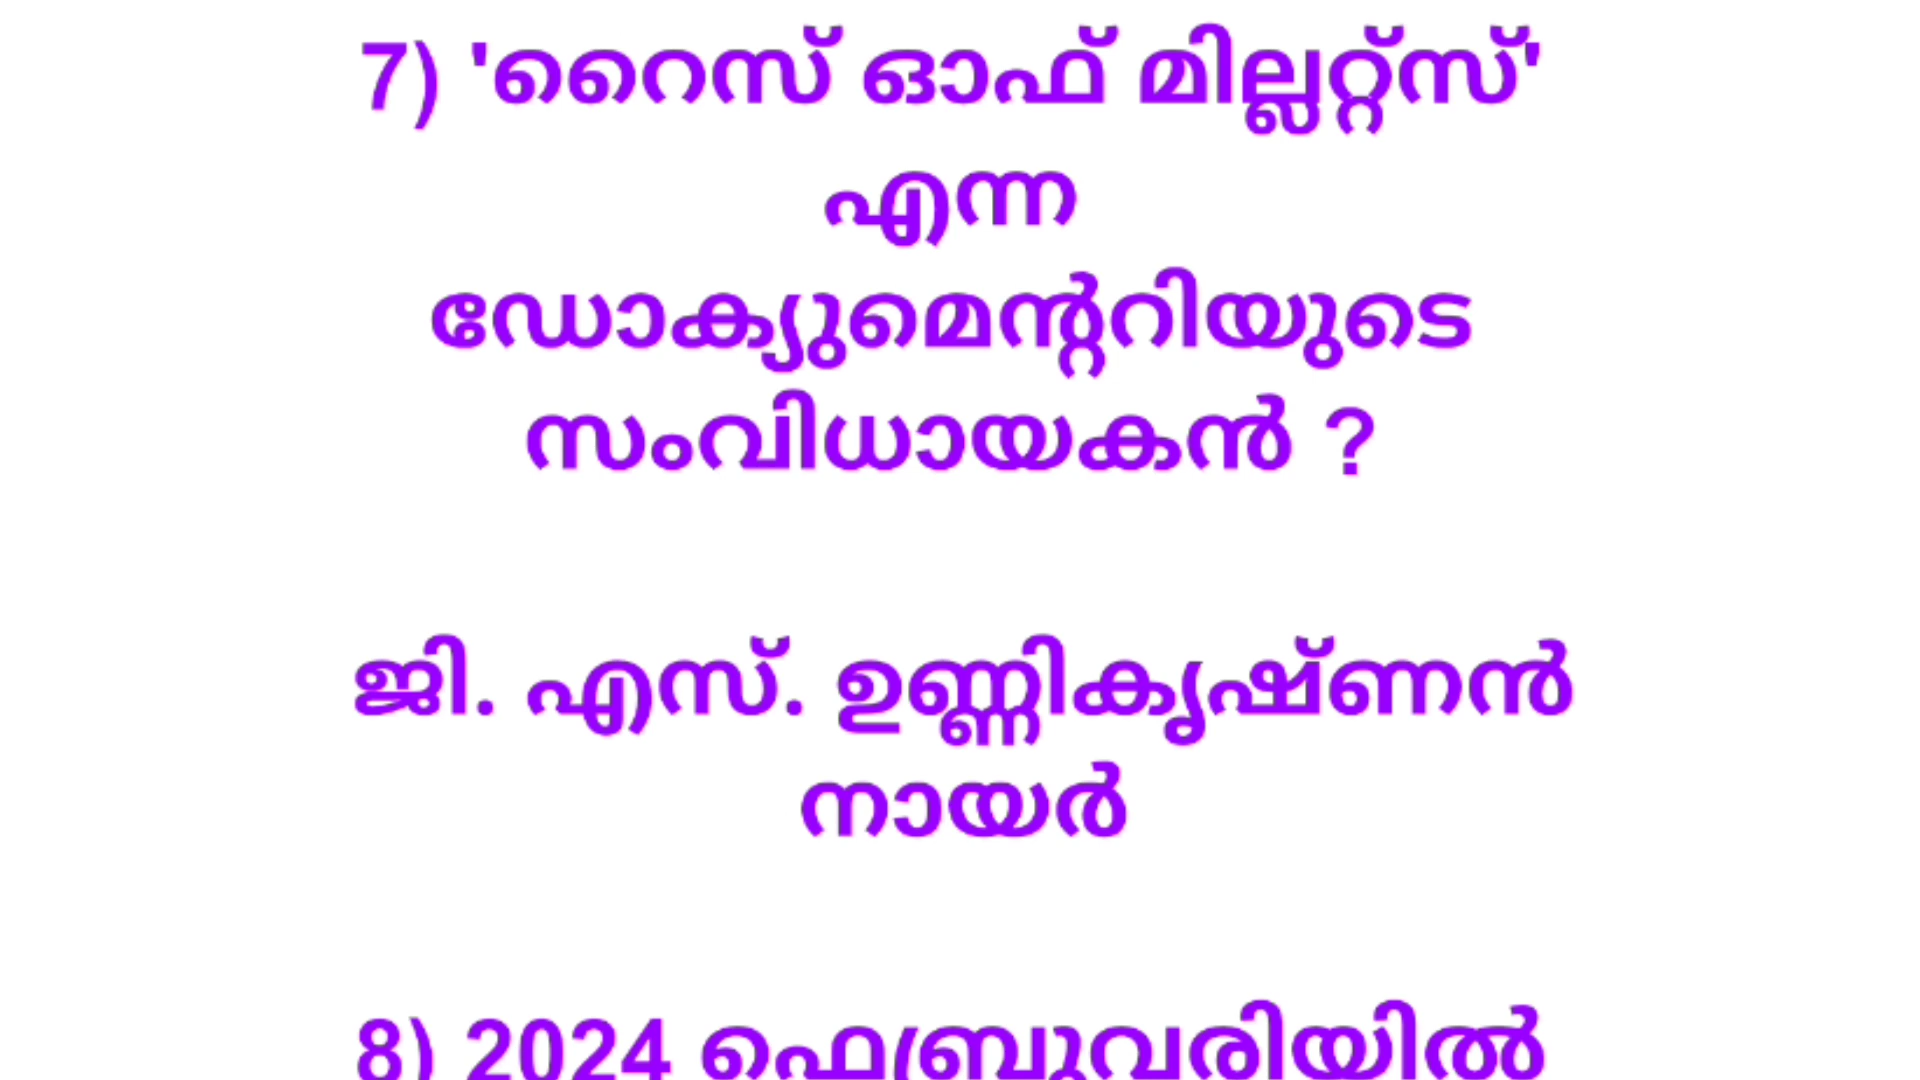 7) 'റൈസ് ഓഫ് മില്ലറ്റ്സ്'
എന്ന
ഡോക്യുമെൻ്ററിയുടെ
സംവിധായകൻ ?
ജി. എസ്. ഉണ്ണികൃഷ്ണൻ
നായർ
8) 2024 ഫെബ്രുവരിയിൽ